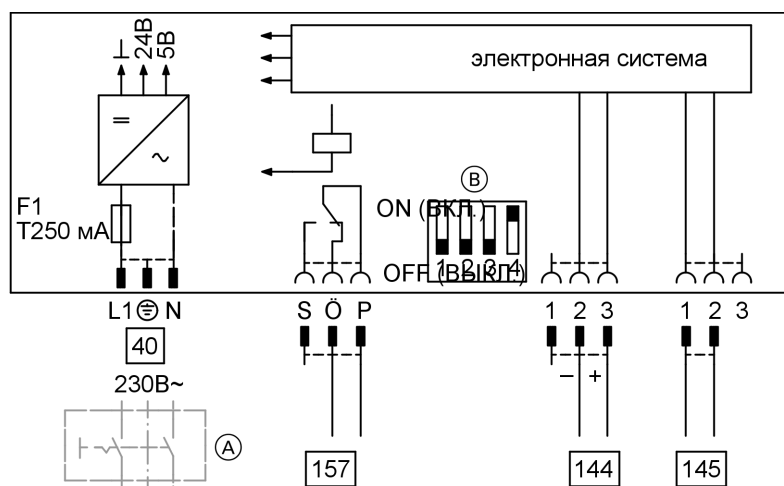 ⊥ 24В 5В
электронная система
=
~
F1
T250 мА
B
ON (ВКЛ.)
1 2 3 4
OFF (ВЫКЛ.)
L1 N
S Ö P
1 2 3
1 2 3
40
230В~
− +
A
157
144
145